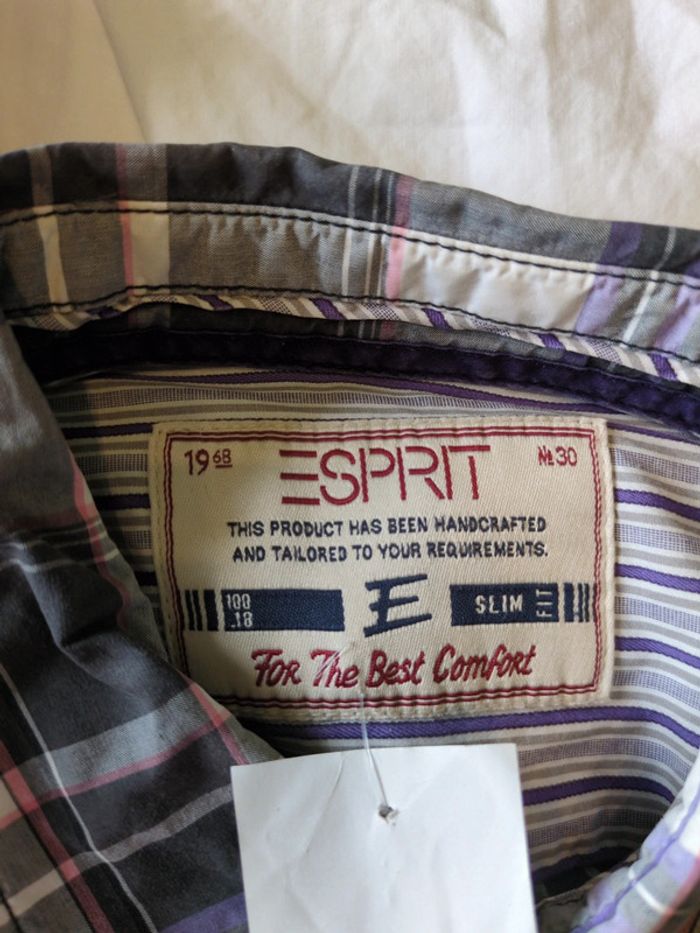 19 68 ESPRIT № 30
THIS PRODUCT HAS BEEN HANDCRAFTED
AND TAILORED TO YOUR REQUIREMENTS.
100
.18
E
SLIM FIT
For The Best Comfort